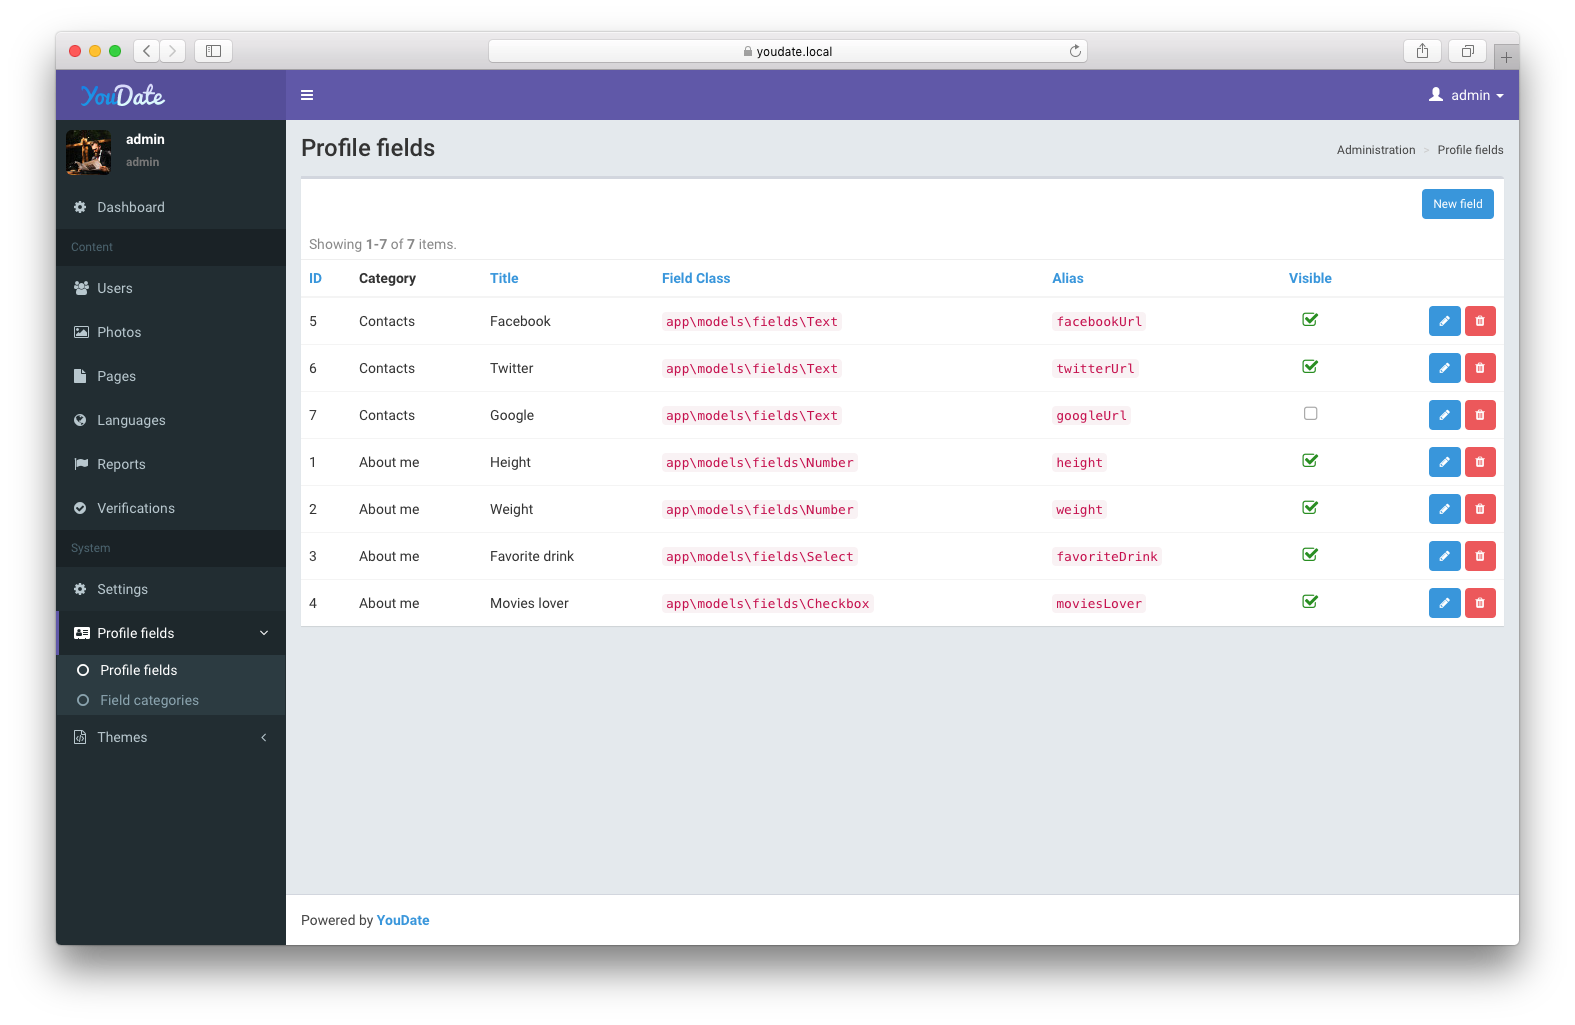 youdate.local
YouDate
admin
admin
admin
Dashboard
Content
Users
Photos
Pages
Languages
Reports
Verifications
System
Settings
Profile fields
Profile fields
Field categories
Themes
Profile fields
Administration > Profile fields
New field
Showing 1-7 of 7 items.
ID Category Title Field Class Alias Visible
5 Contacts Facebook app\models\fields\Text facebookUrl
6 Contacts Twitter app\models\fields\Text twitterUrl
7 Contacts Google app\models\fields\Text googleUrl
1 About me Height app\models\fields\Number height
2 About me Weight app\models\fields\Number weight
3 About me Favorite drink app\models\fields\Select favoriteDrink
4 About me Movies lover app\models\fields\Checkbox moviesLover
Powered by YouDate